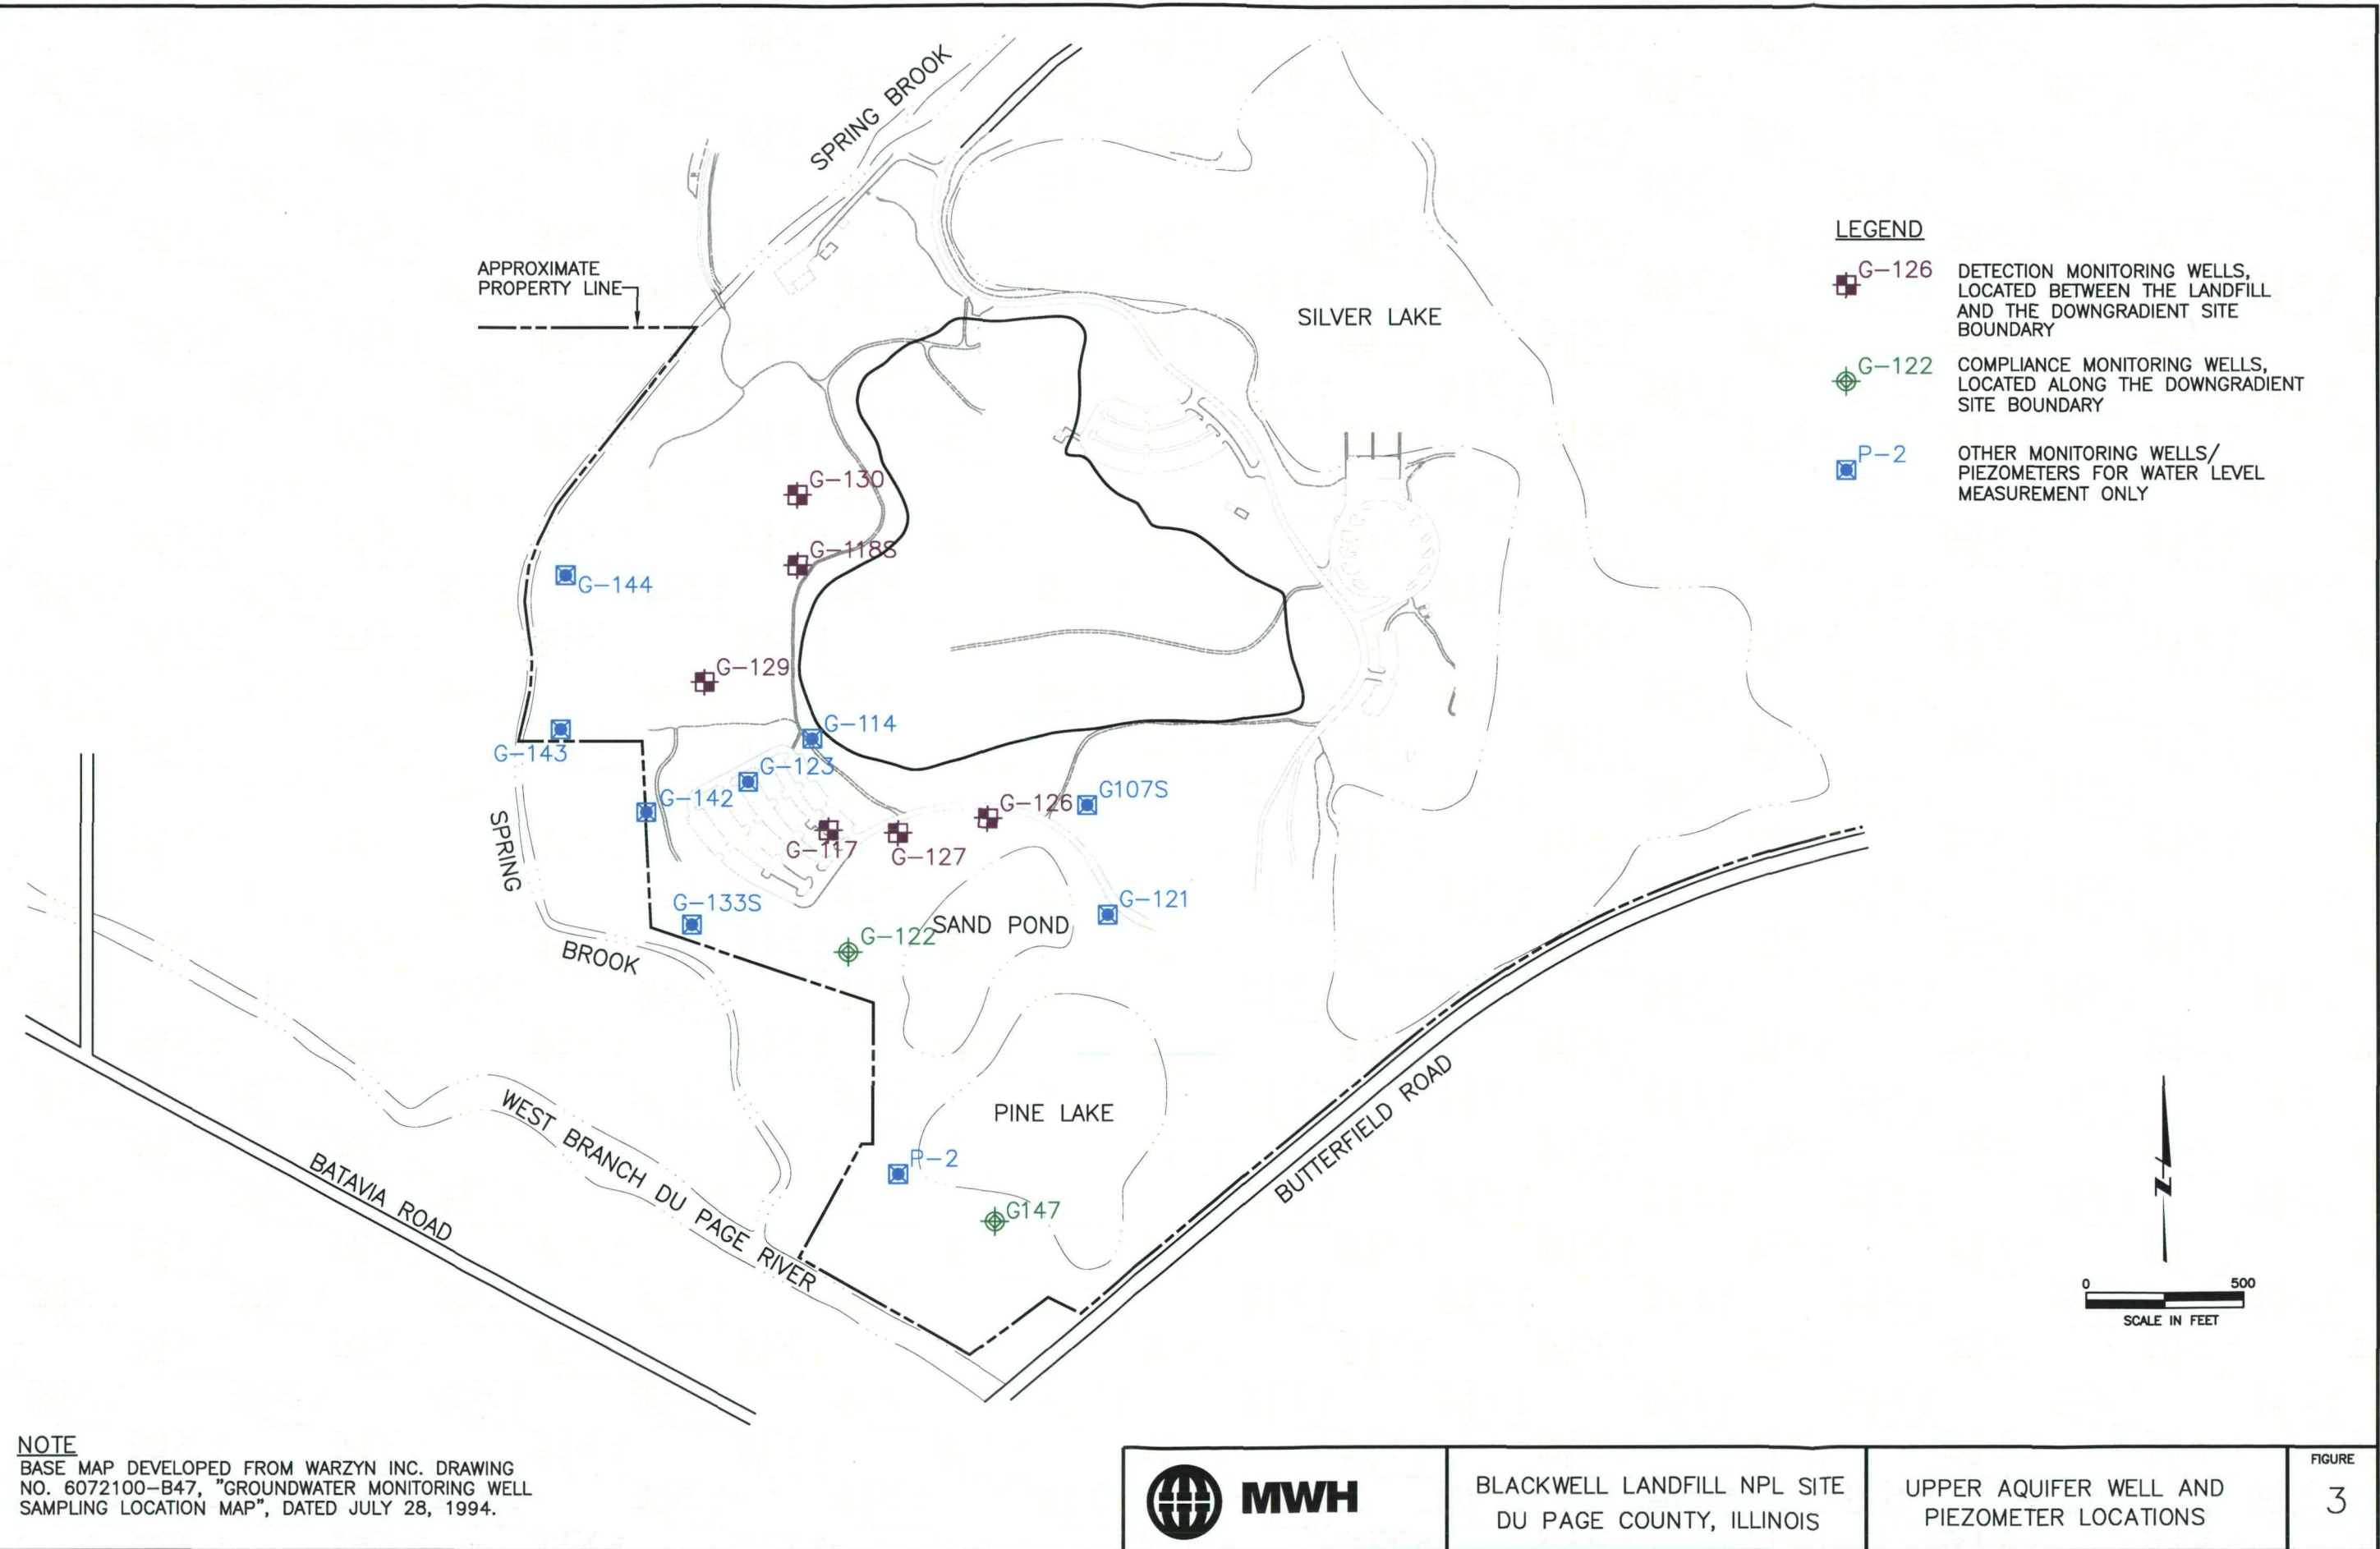 SPRING BROOK
APPROXIMATE
PROPERTY LINE
SILVER LAKE
LEGEND
G-126
DETECTION MONITORING WELLS,
LOCATED BETWEEN THE LANDFILL
AND THE DOWNGRADIENT SITE
BOUNDARY
G-122
COMPLIANCE MONITORING WELLS,
LOCATED ALONG THE DOWNGRADIENT
SITE BOUNDARY
P-2
OTHER MONITORING WELLS/
PIEZOMETERS FOR WATER LEVEL
MEASUREMENT ONLY
G-130
G-118S
G-144
G-129
G-114
G-143
G-123
G-142
G107S
G-126
G-117
G-127
SPRING
BROOK
G-133S
G-121
G-122
SAND POND
PINE LAKE
P-2
G147
WEST BRANCH DU PAGE RIVER
BATAVIA ROAD
BUTTERFIELD ROAD
N
0 500
SCALE IN FEET
NOTE
BASE MAP DEVELOPED FROM WARZYN INC. DRAWING
NO. 6072100-B47, "GROUNDWATER MONITORING WELL
SAMPLING LOCATION MAP", DATED JULY 28, 1994.
MWH
BLACKWELL LANDFILL NPL SITE
DU PAGE COUNTY, ILLINOIS
UPPER AQUIFER WELL AND
PIEZOMETER LOCATIONS
FIGURE
3